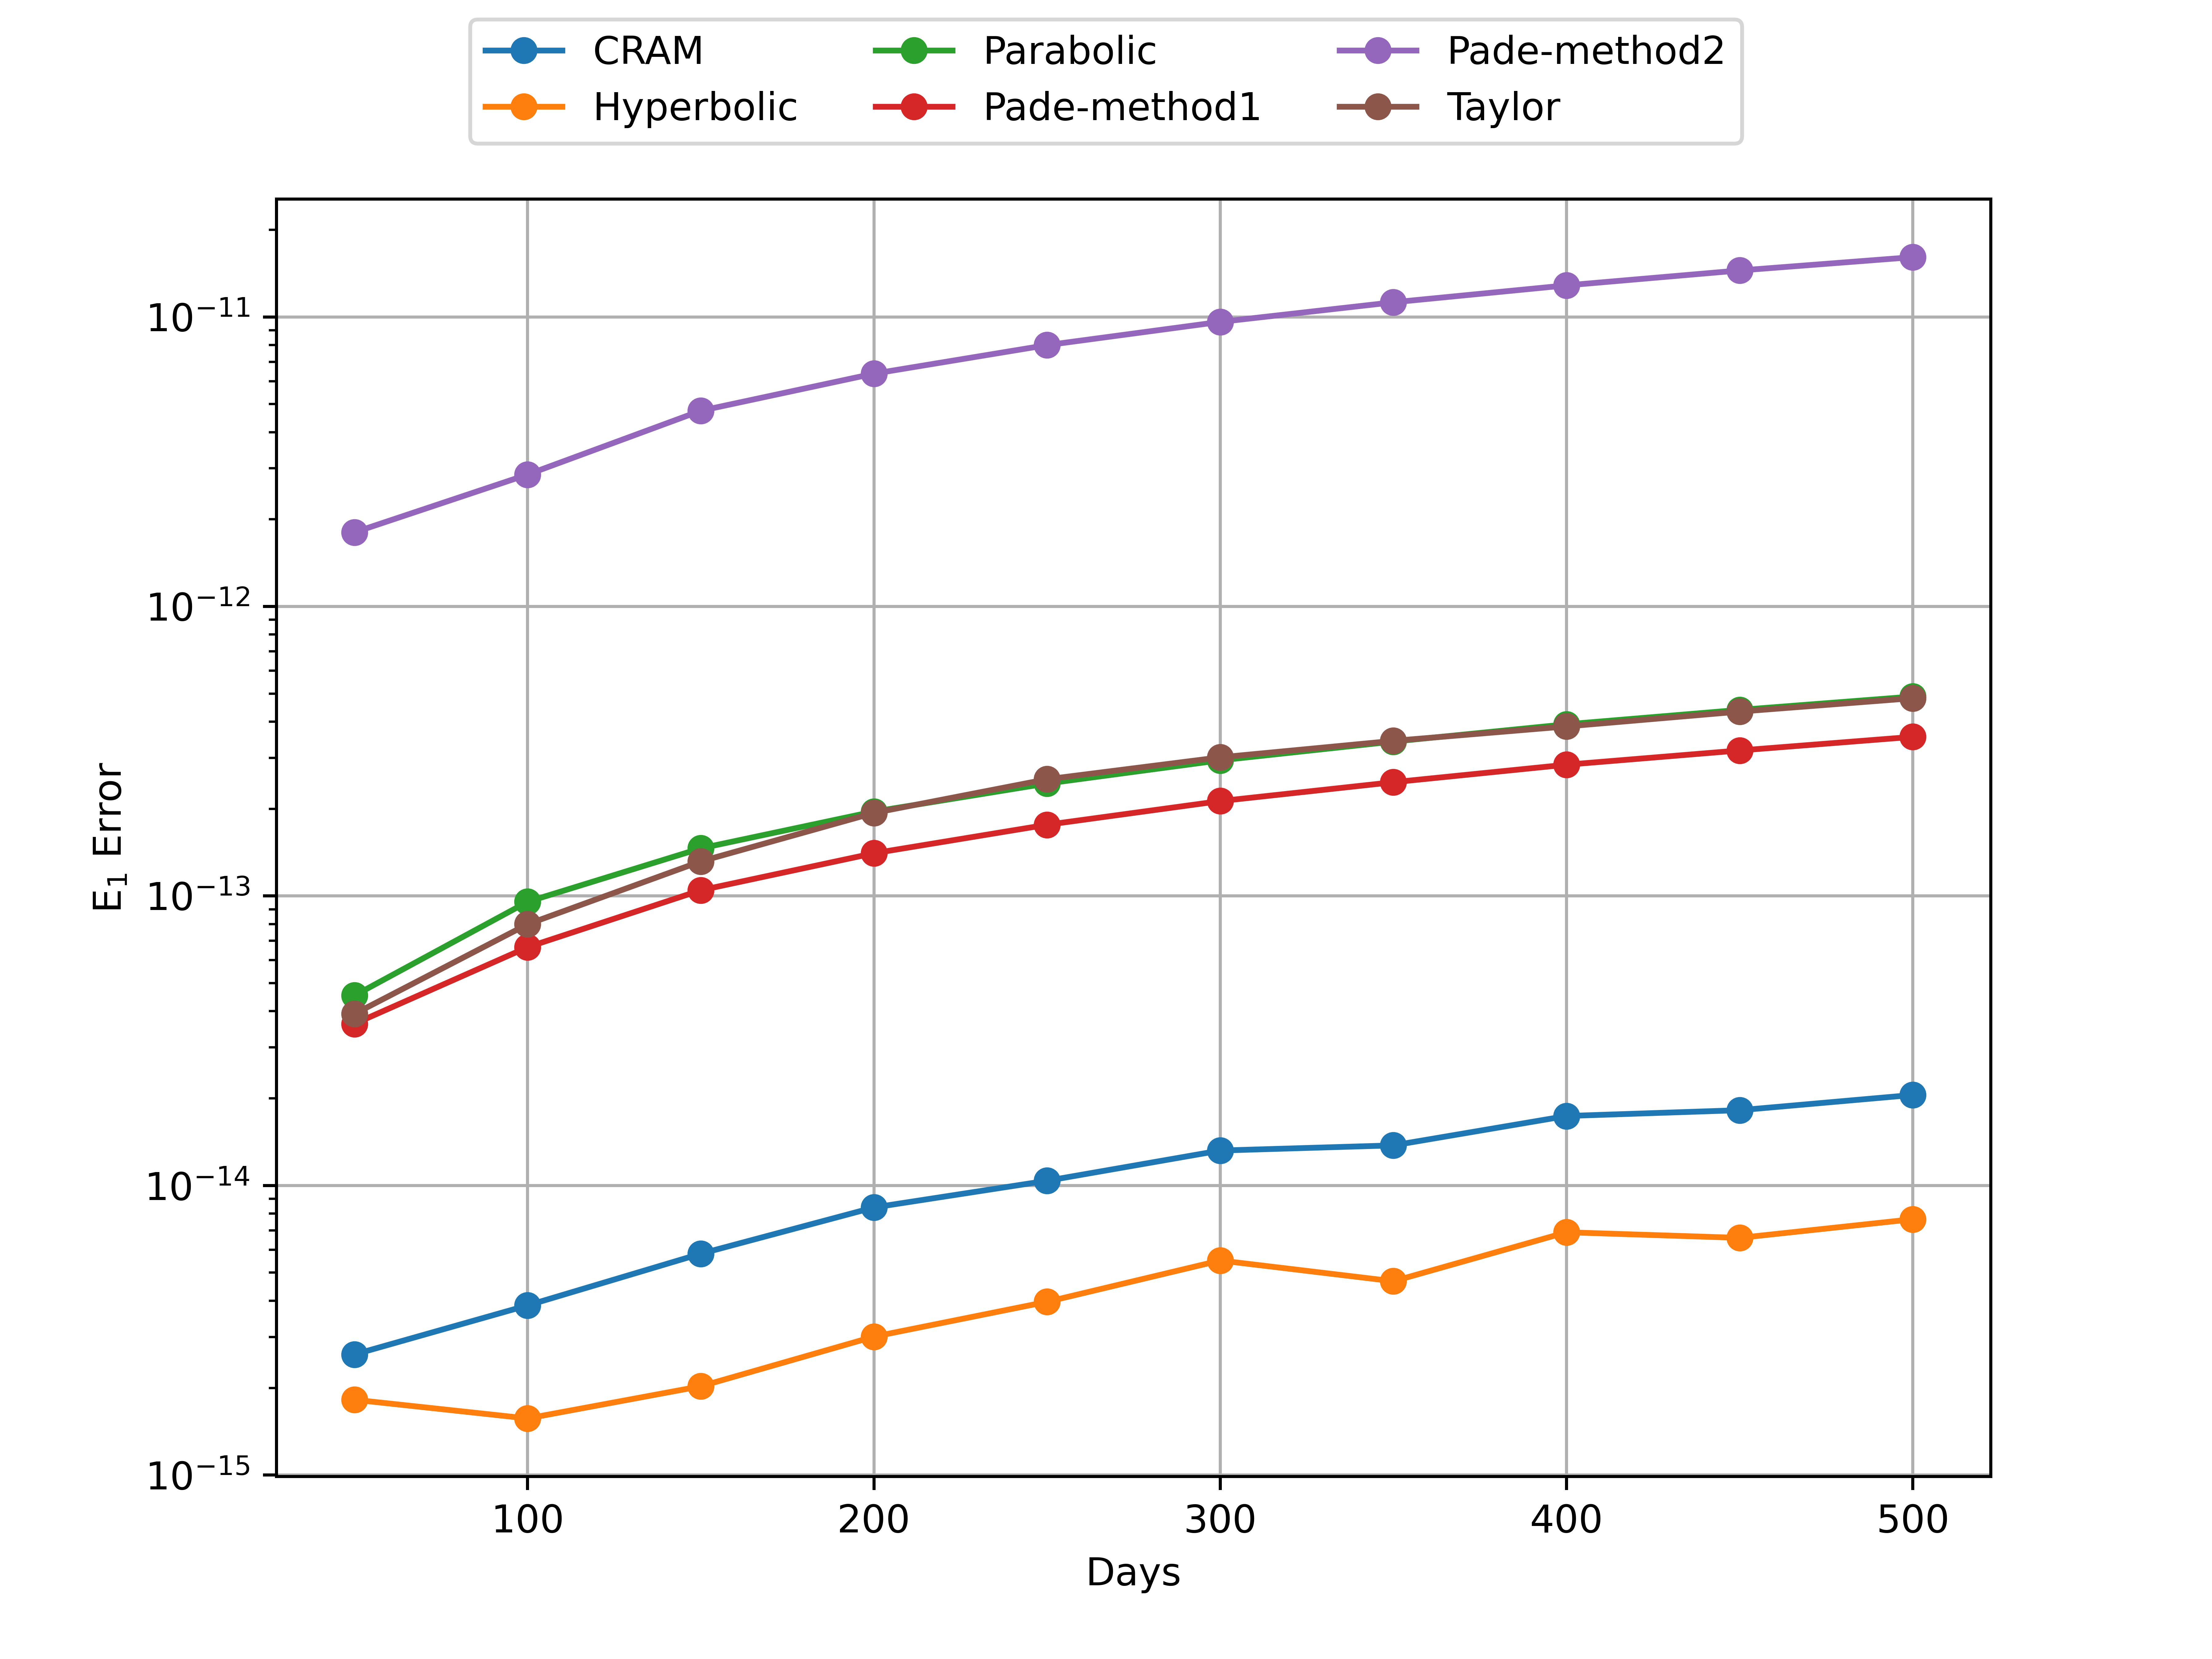 CRAM Parabolic Pade-method2
Hyperbolic Pade-method1 Taylor
10⁻¹¹
10⁻¹²
10⁻¹³
10⁻¹⁴
10⁻¹⁵
E₁ Error
100 200 300 400 500
Days